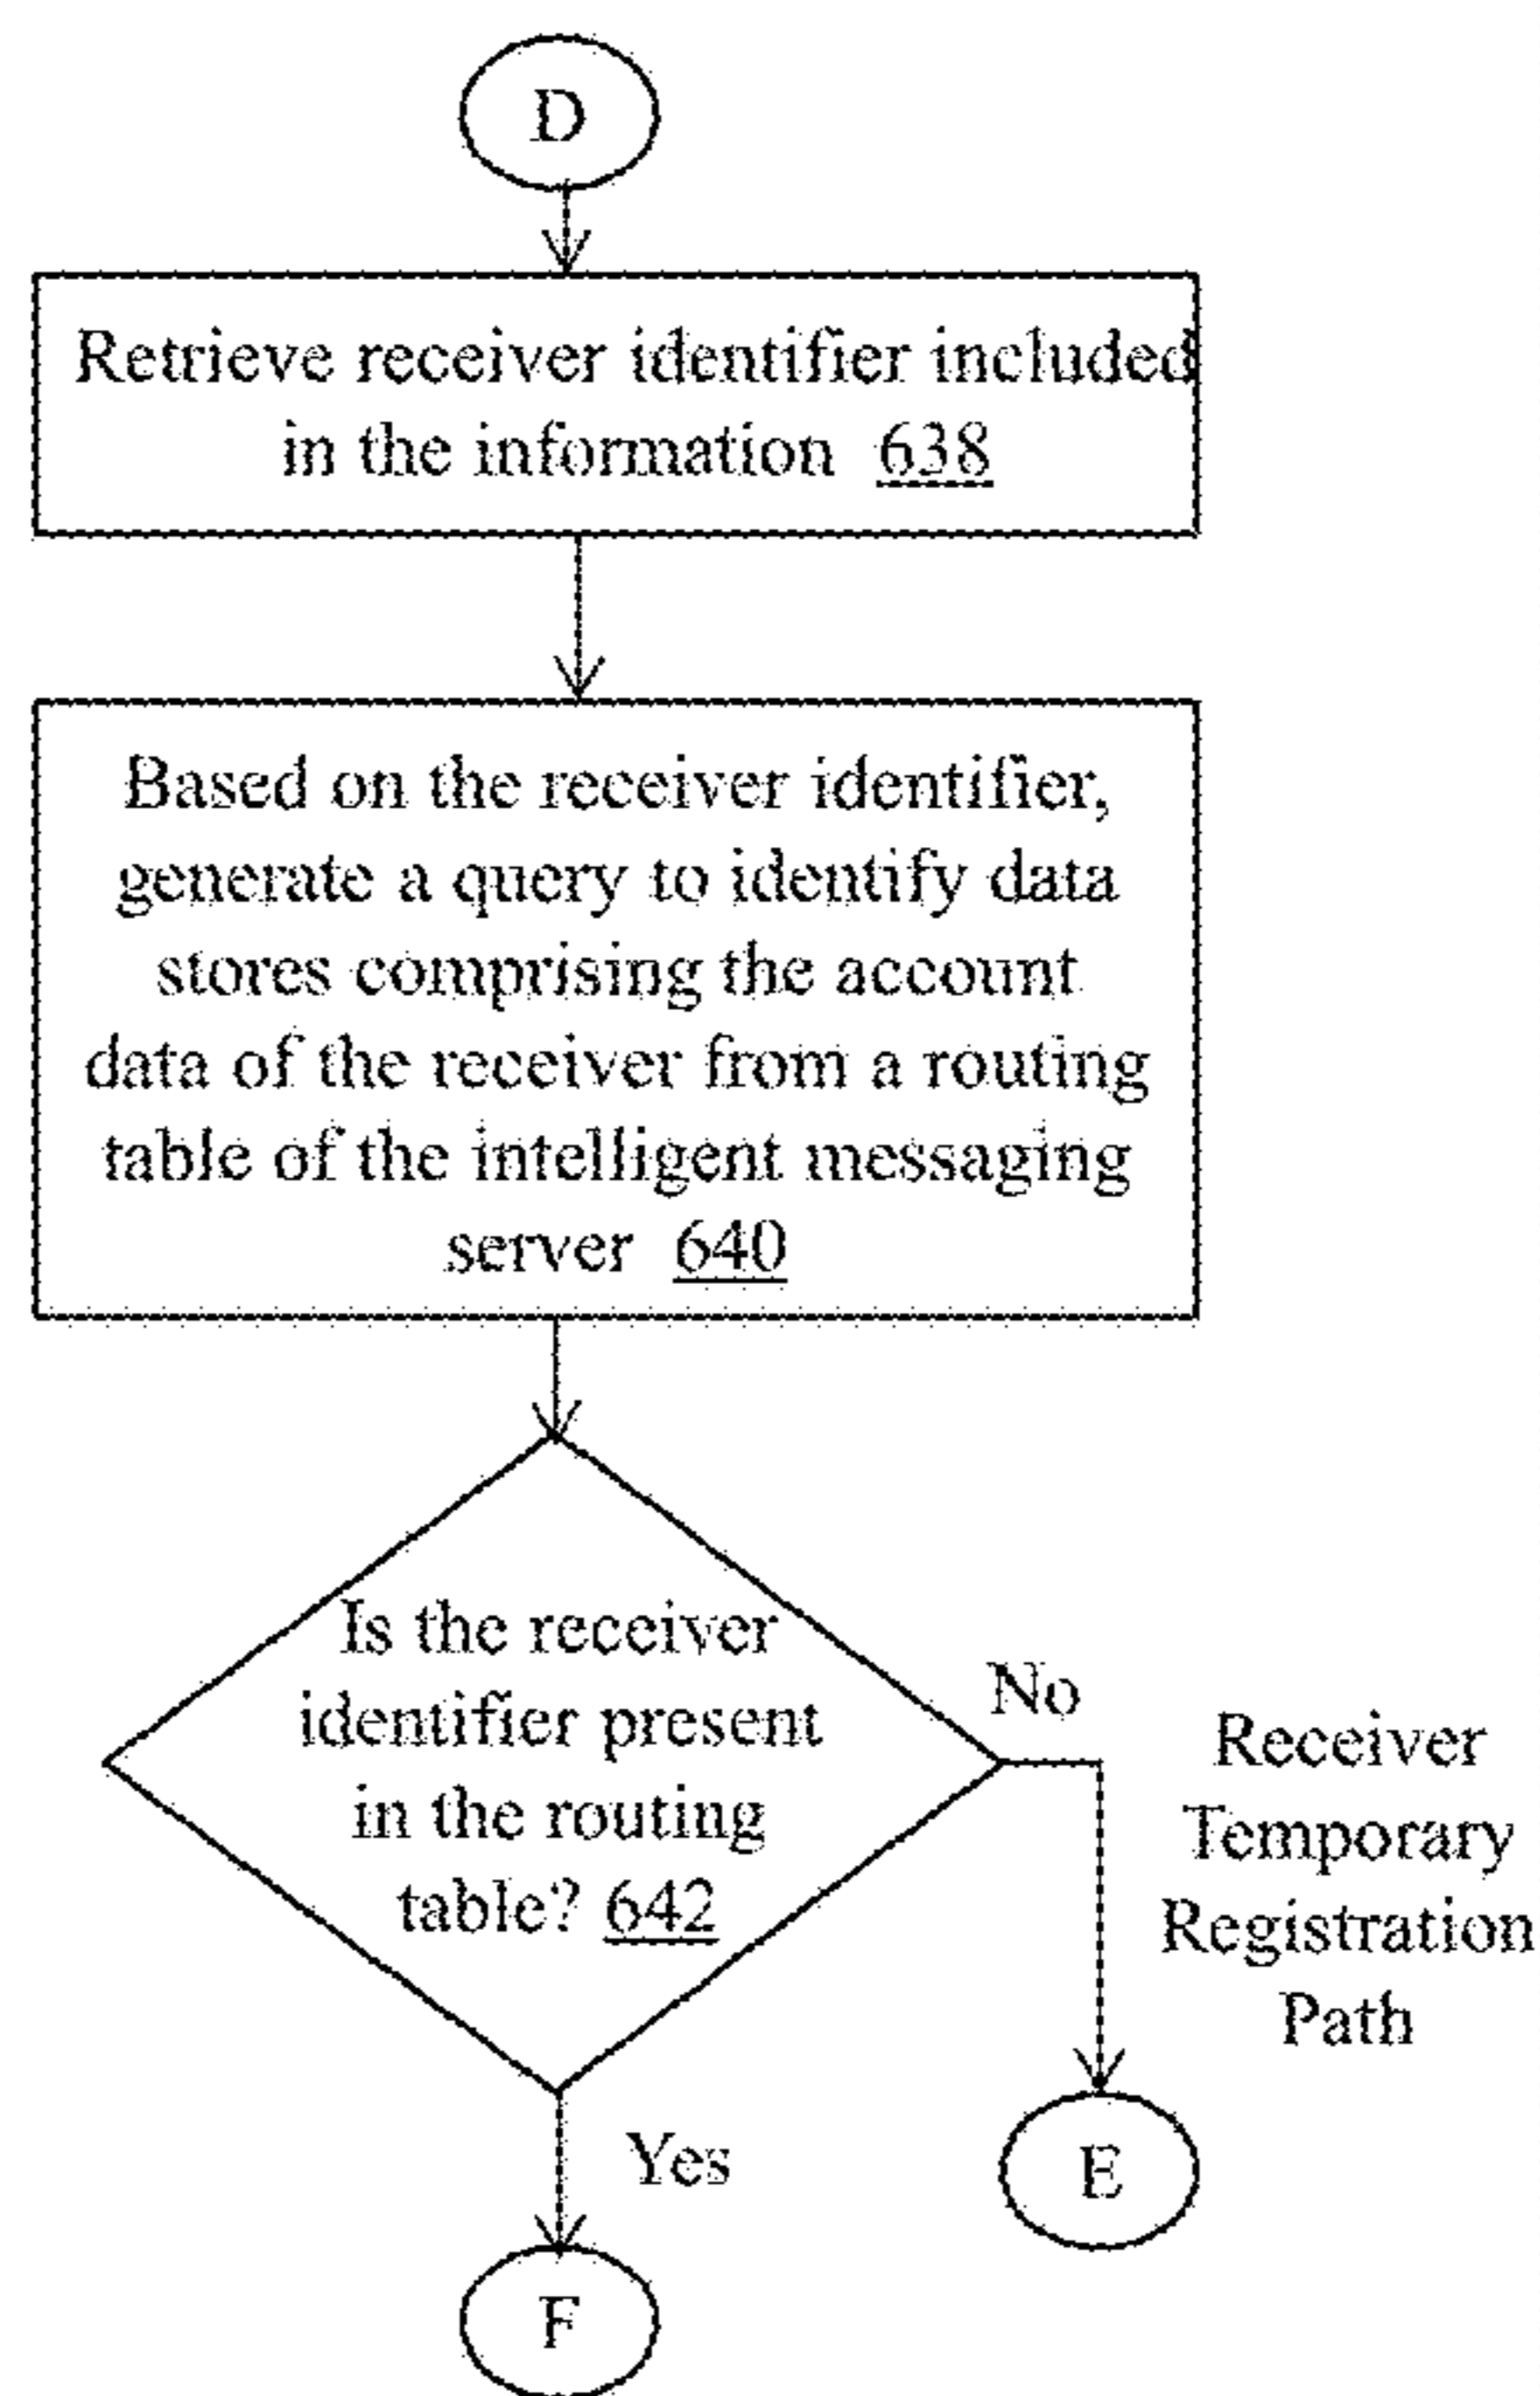 D
Retrieve receiver identifier included
in the information 638
Based on the receiver identifier,
generate a query to identify data
stores comprising the account
data of the receiver from a routing
table of the intelligent messaging
server 640
Is the receiver
identifier present
in the routing
table? 642
No
Receiver
Temporary
Registration
Path
Yes
E
F